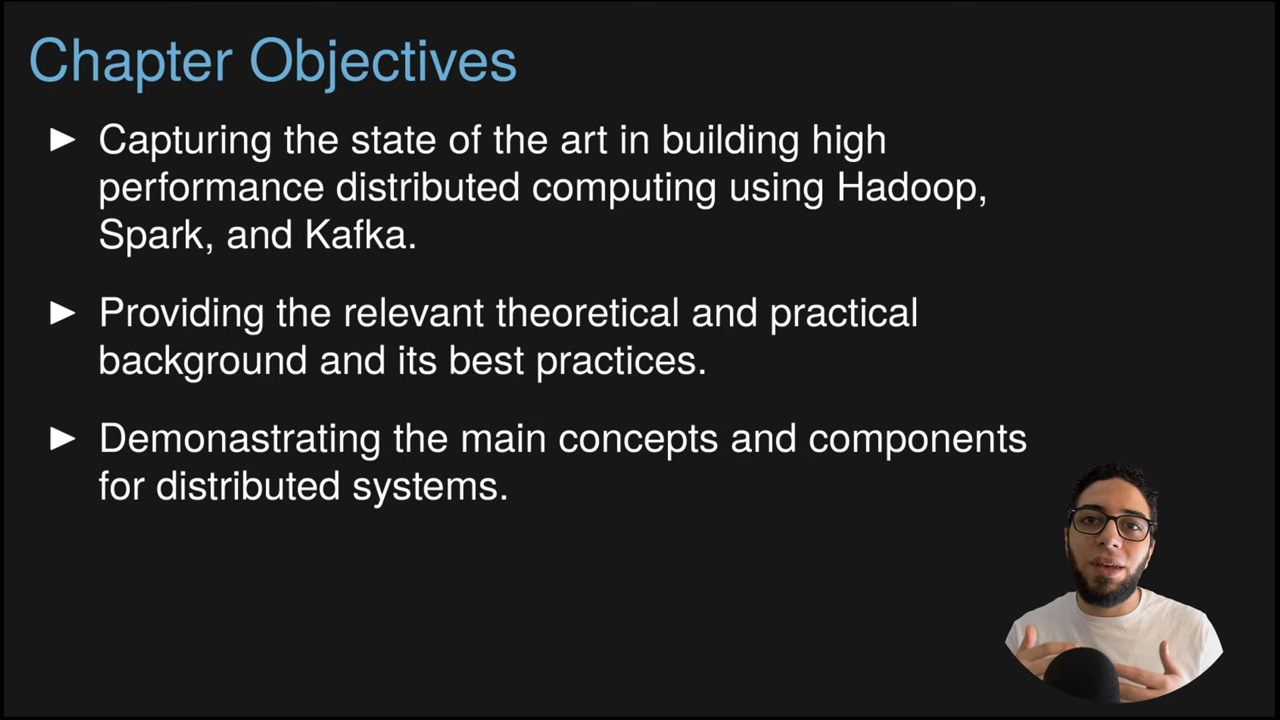 Chapter Objectives
► Capturing the state of the art in building high
performance distributed computing using Hadoop,
Spark, and Kafka.
► Providing the relevant theoretical and practical
background and its best practices.
► Demonastrating the main concepts and components
for distributed systems.